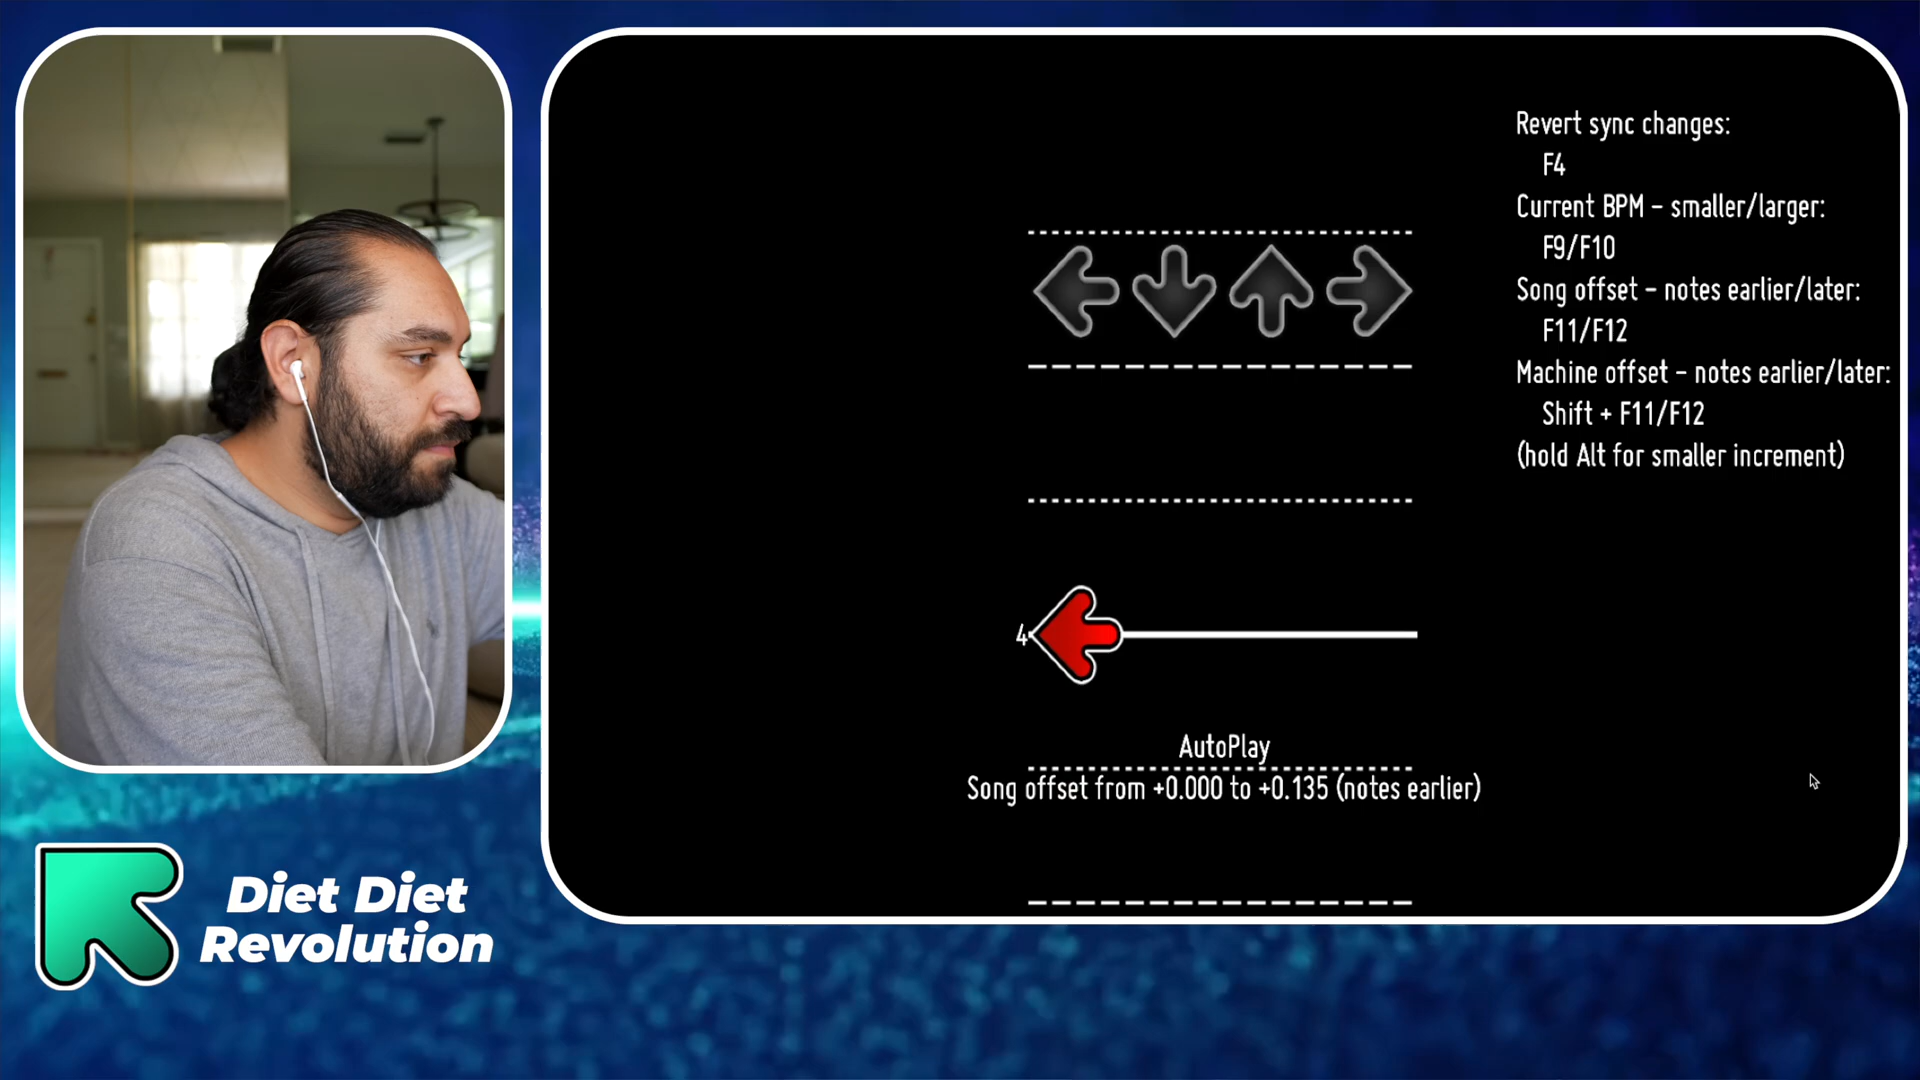 Revert sync changes:
F4
Current BPM - smaller/larger:
F9/F10
Song offset - notes earlier/later:
F11/F12
Machine offset - notes earlier/later:
Shift + F11/F12
(hold Alt for smaller increment)
4
AutoPlay
Song offset from +0.000 to +0.135 (notes earlier)
Diet Diet
Revolution